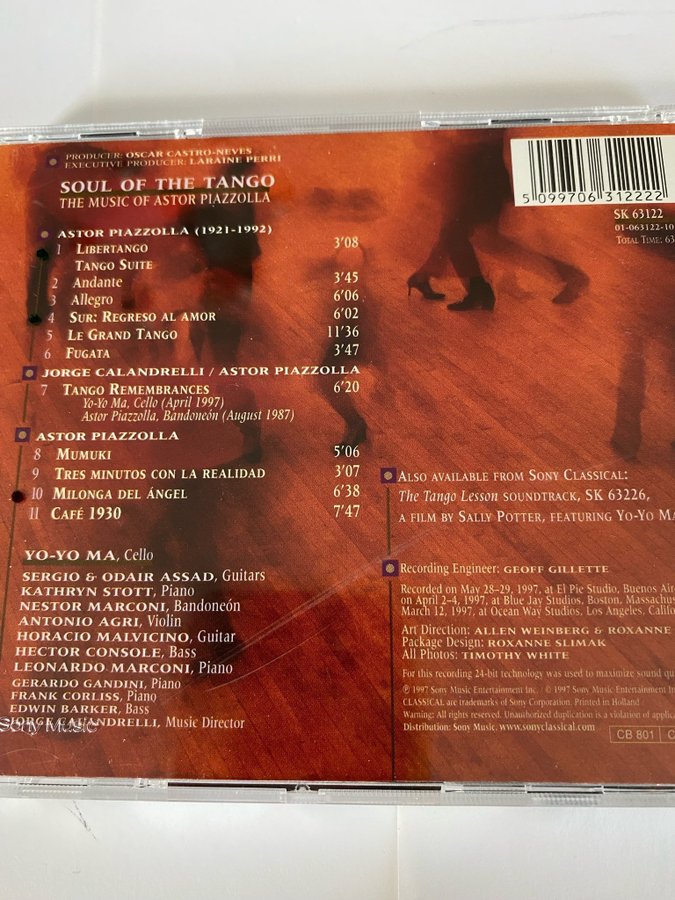 PRODUCER: OSCAR CASTRO-NEVES
EXECUTIVE PRODUCER: LARAINE PERRI
SOUL OF THE TANGO
THE MUSIC OF ASTOR PIAZZOLLA
ASTOR PIAZZOLLA (1921-1992)
1 LIBERTANGO 3'08
TANGO SUITE
2 Andante 3'45
3 Allegro 6'06
4 SUR: REGRESO AL AMOR 6'02
5 LE GRAND TANGO 11'36
6 FUGATA 3'47
JORGE CALANDRELLI / ASTOR PIAZZOLLA
7 TANGO REMEMBRANCES 6'20
Yo-Yo Ma, Cello (April 1997)
Astor Piazzolla, Bandoneón (August 1987)
ASTOR PIAZZOLLA
8 MUMUKI 5'06
9 TRES MINUTOS CON LA REALIDAD 3'07
10 MILONGA DEL ÁNGEL 6'38
11 CAFÉ 1930 7'47
YO-YO MA, Cello
SERGIO & ODAIR ASSAD, Guitars
KATHRYN STOTT, Piano
NESTOR MARCONI, Bandoneón
ANTONIO AGRI, Violin
HORACIO MALVICINO, Guitar
HECTOR CONSOLE, Bass
LEONARDO MARCONI, Piano
GERARDO GANDINI, Piano
FRANK CORLISS, Piano
EDWIN BARKER, Bass
JORGE CALANDRELLI, Music Director
Sony Music
5 099706 312222
SK 63122
01-063122-10
TOTAL TIME: 63
ALSO AVAILABLE FROM SONY CLASSICAL:
The Tango Lesson SOUNDTRACK, SK 63226,
A FILM BY SALLY POTTER, FEATURING YO-YO MA
Recording Engineer: GEOFF GILLETTE
Recorded on May 28-29, 1997, at El Pie Studio, Buenos Aire
on April 2-4, 1997, at Blue Jay Studios, Boston, Massachus
March 12, 1997, at Ocean Way Studios, Los Angeles, Califo
Art Direction: ALLEN WEINBERG & ROXANNE
Package Design: ROXANNE SLIMAK
All Photos: TIMOTHY WHITE
For this recording 24-bit technology was used to maximize sound qu
℗ 1997 Sony Music Entertainment Inc. / © 1997 Sony Music Entertainment Inc
CLASSICAL are trademarks of Sony Corporation. Printed in Holland
Warning: All rights reserved. Unauthorized duplication is a violation of applica
Distribution: Sony Music. www.sonyclassical.com
CB 801 C